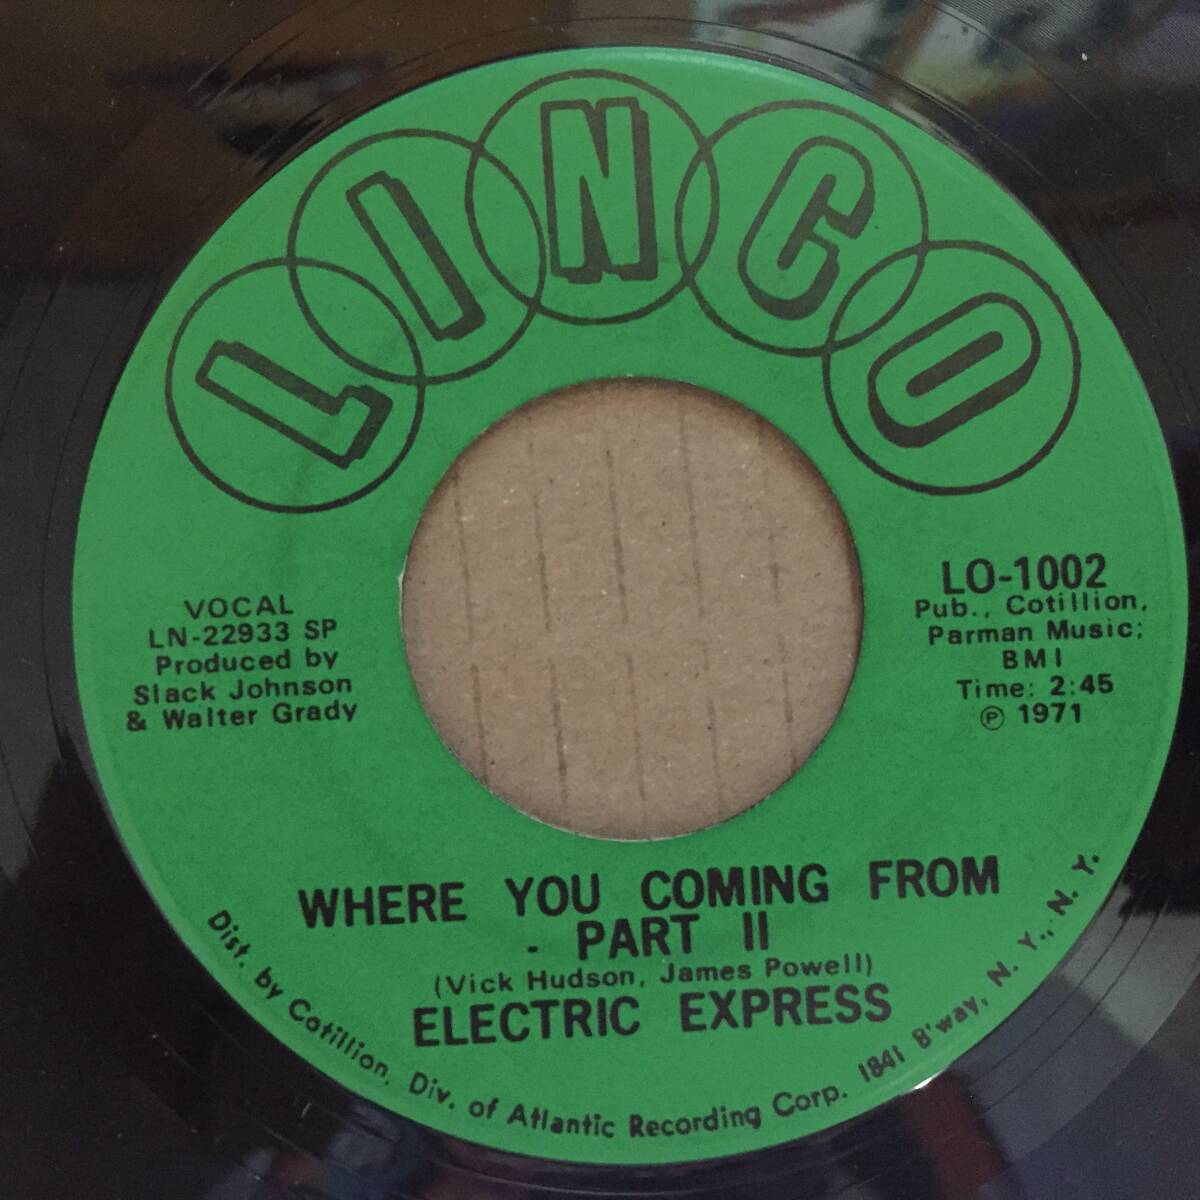 LINCO
VOCAL
LN-22933 SP
Produced by
Slack Johnson
& Walter Grady
LO-1002
Pub., Cotillion,
Parman Music;
BMI
Time: 2:45
℗ 1971
WHERE YOU COMING FROM
- PART II
(Vick Hudson, James Powell)
ELECTRIC EXPRESS
Dist. by Cotillion, Div. of Atlantic Recording Corp. 1841 B'way, N. Y., N. Y.